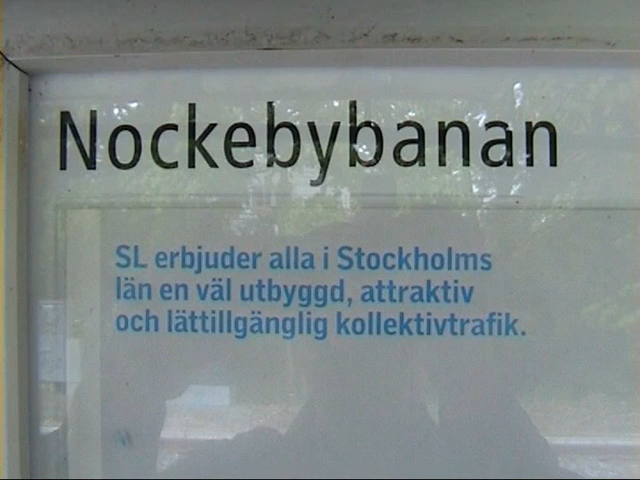 Nockebybanan
SL erbjuder alla i Stockholms
län en väl utbyggd, attraktiv
och lättillgänglig kollektivtrafik.